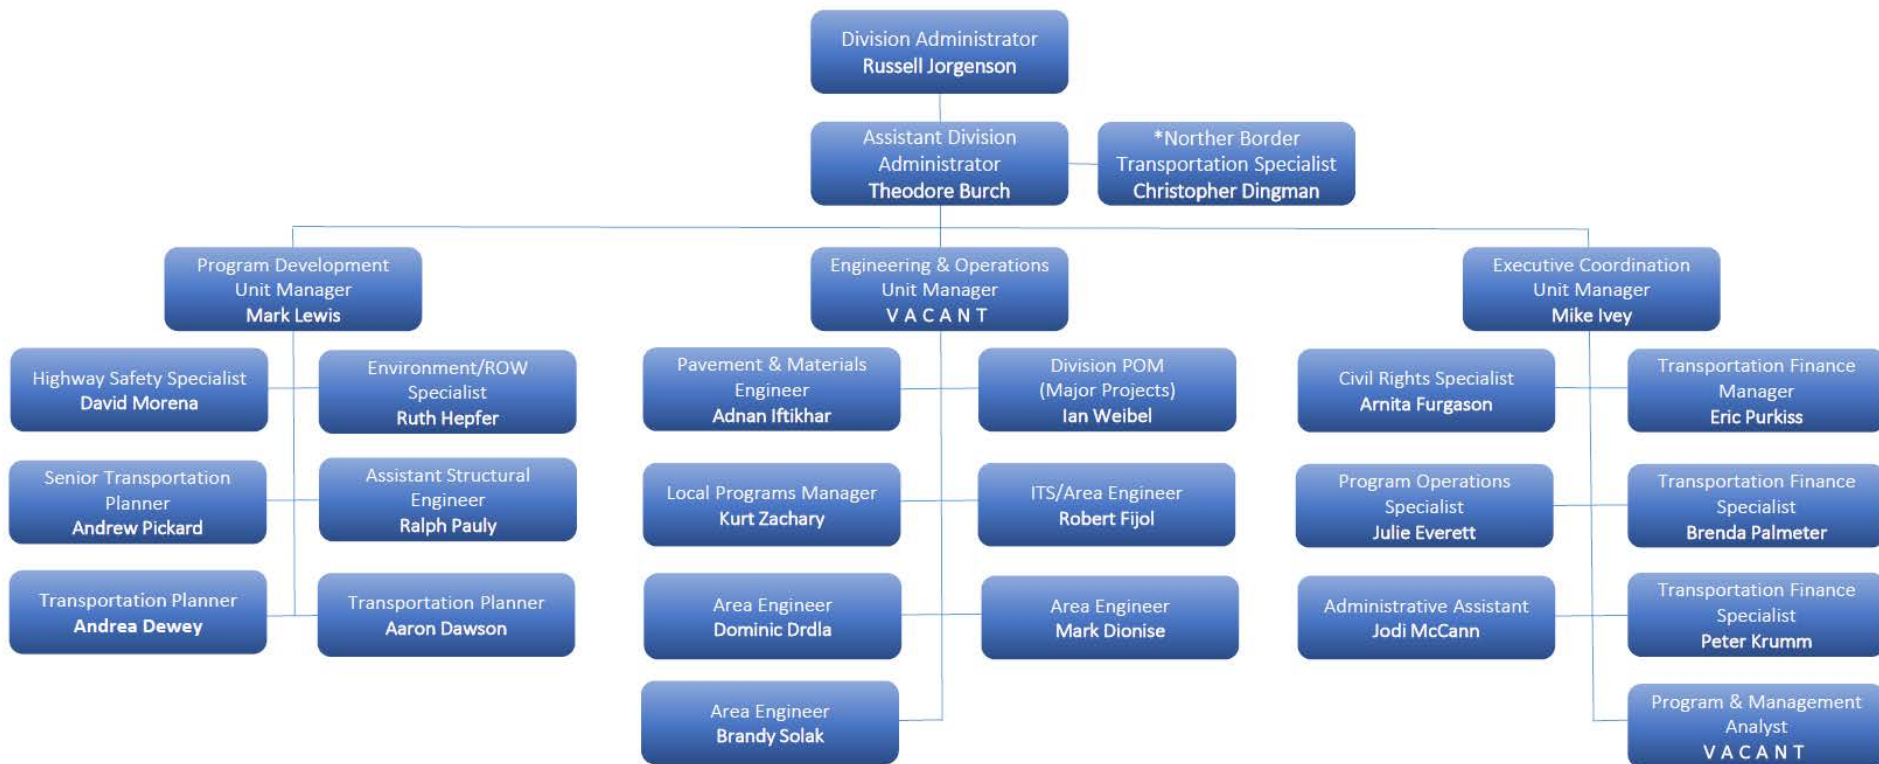 Division Administrator
Russell Jorgenson
Assistant Division
Administrator
Theodore Burch
*Norther Border
Transportation Specialist
Christopher Dingman
Program Development
Unit Manager
Mark Lewis
Engineering & Operations
Unit Manager
V A C A N T
Executive Coordination
Unit Manager
Mike Ivey
Highway Safety Specialist
David Morena
Environment/ROW
Specialist
Ruth Hepfer
Pavement & Materials
Engineer
Adnan Iftikhar
Division POM
(Major Projects)
Ian Weibel
Civil Rights Specialist
Arnita Furgason
Transportation Finance
Manager
Eric Purkiss
Senior Transportation
Planner
Andrew Pickard
Assistant Structural
Engineer
Ralph Pauly
Local Programs Manager
Kurt Zachary
ITS/Area Engineer
Robert Fijol
Program Operations
Specialist
Julie Everett
Transportation Finance
Specialist
Brenda Palmeter
Transportation Planner
Andrea Dewey
Transportation Planner
Aaron Dawson
Area Engineer
Dominic Drdla
Area Engineer
Mark Dionise
Administrative Assistant
Jodi McCann
Transportation Finance
Specialist
Peter Krumm
Area Engineer
Brandy Solak
Program & Management
Analyst
V A C A N T